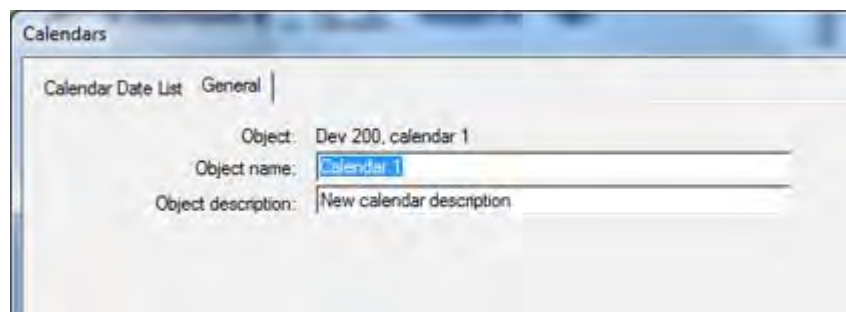 Calendars
Calendar Date List General
Object: Dev 200, calendar 1
Object name: Calendar 1
Object description: New calendar description